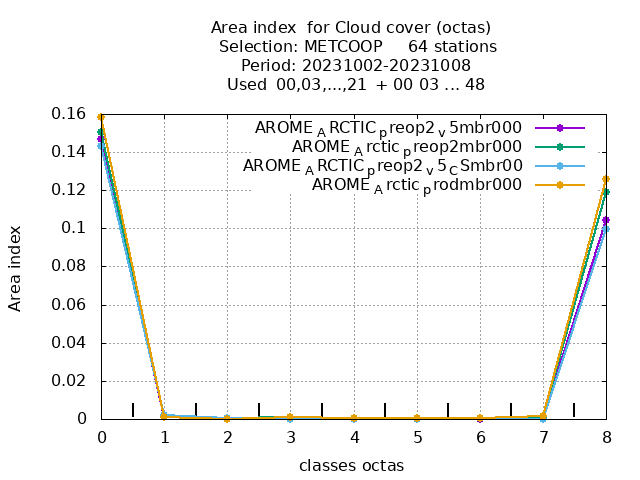 Area index  for Cloud cover (octas)
Selection: METCOOP     64 stations
Period: 20231002-20231008
Used  00,03,...,21  + 00 03 ... 48
0.16
0.14
0.12
0.1
0.08
0.06
0.04
0.02
0
Area index
AROME_ARCTIC_preop2_v5mbr000
AROME_Arctic_preop2mbr000
AROME_ARCTIC_preop2_v5_CSmbr00
AROME_Arctic_prodmbr000
0 1 2 3 4 5 6 7 8
classes octas